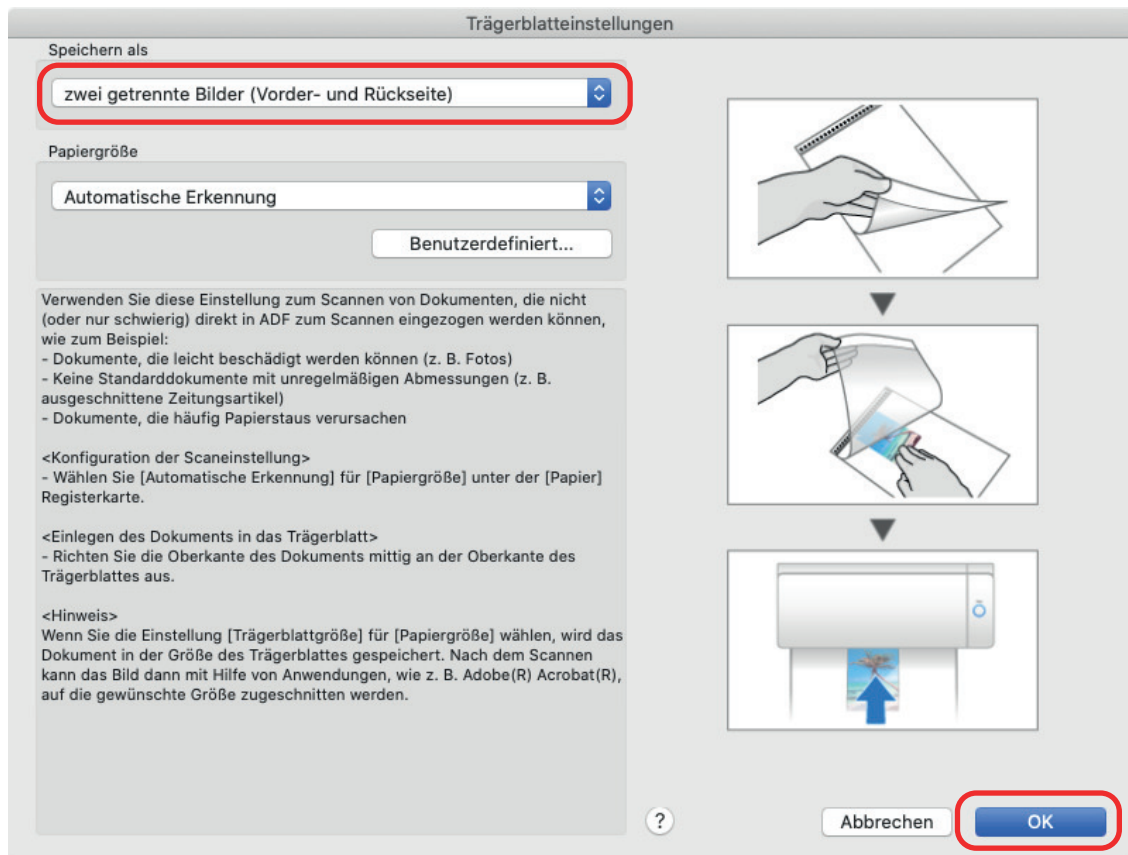 Trägerblatteinstellungen
Speichern als
zwei getrennte Bilder (Vorder- und Rückseite)
Papiergröße
Automatische Erkennung
Benutzerdefiniert...
Verwenden Sie diese Einstellung zum Scannen von Dokumenten, die nicht
(oder nur schwierig) direkt in ADF zum Scannen eingezogen werden können,
wie zum Beispiel:
- Dokumente, die leicht beschädigt werden können (z. B. Fotos)
- Keine Standarddokumente mit unregelmäßigen Abmessungen (z. B.
ausgeschnittene Zeitungsartikel)
- Dokumente, die häufig Papierstaus verursachen
<Konfiguration der Scaneinstellung>
- Wählen Sie [Automatische Erkennung] für [Papiergröße] unter der [Papier]
Registerkarte.
<Einlegen des Dokuments in das Trägerblatt>
- Richten Sie die Oberkante des Dokuments mittig an der Oberkante des
Trägerblattes aus.
<Hinweis>
Wenn Sie die Einstellung [Trägerblattgröße] für [Papiergröße] wählen, wird das
Dokument in der Größe des Trägerblattes gespeichert. Nach dem Scannen
kann das Bild dann mit Hilfe von Anwendungen, wie z. B. Adobe(R) Acrobat(R),
auf die gewünschte Größe zugeschnitten werden.
?
Abbrechen
OK